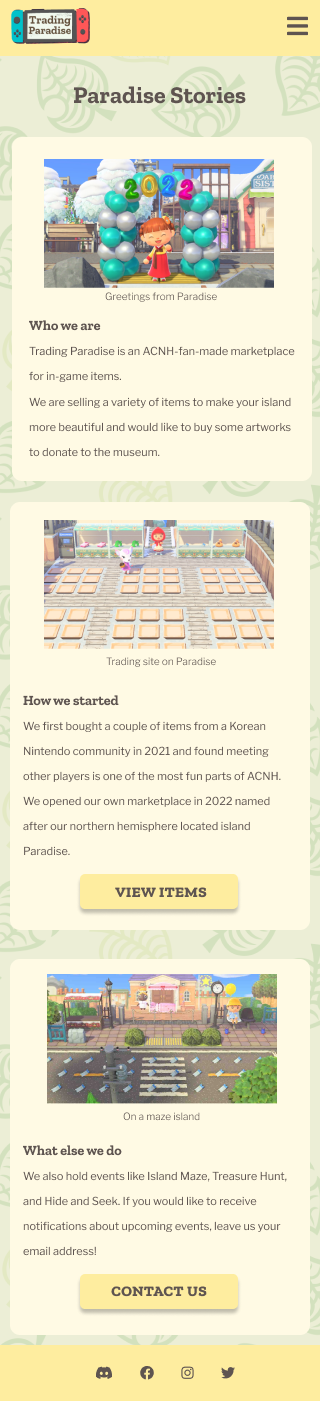 Trading
Paradise
Paradise Stories
2022
Greetings from Paradise
Who we are
Trading Paradise is an ACNH-fan-made marketplace
for in-game items.
We are selling a variety of items to make your island
more beautiful and would like to buy some artworks
to donate to the museum.
Trading site on Paradise
How we started
We first bought a couple of items from a Korean
Nintendo community in 2021 and found meeting
other players is one of the most fun parts of ACNH.
We opened our own marketplace in 2022 named
after our northern hemisphere located island
Paradise.
VIEW ITEMS
On a maze island
What else we do
We also hold events like Island Maze, Treasure Hunt,
and Hide and Seek. If you would like to receive
notifications about upcoming events, leave us your
email address!
CONTACT US